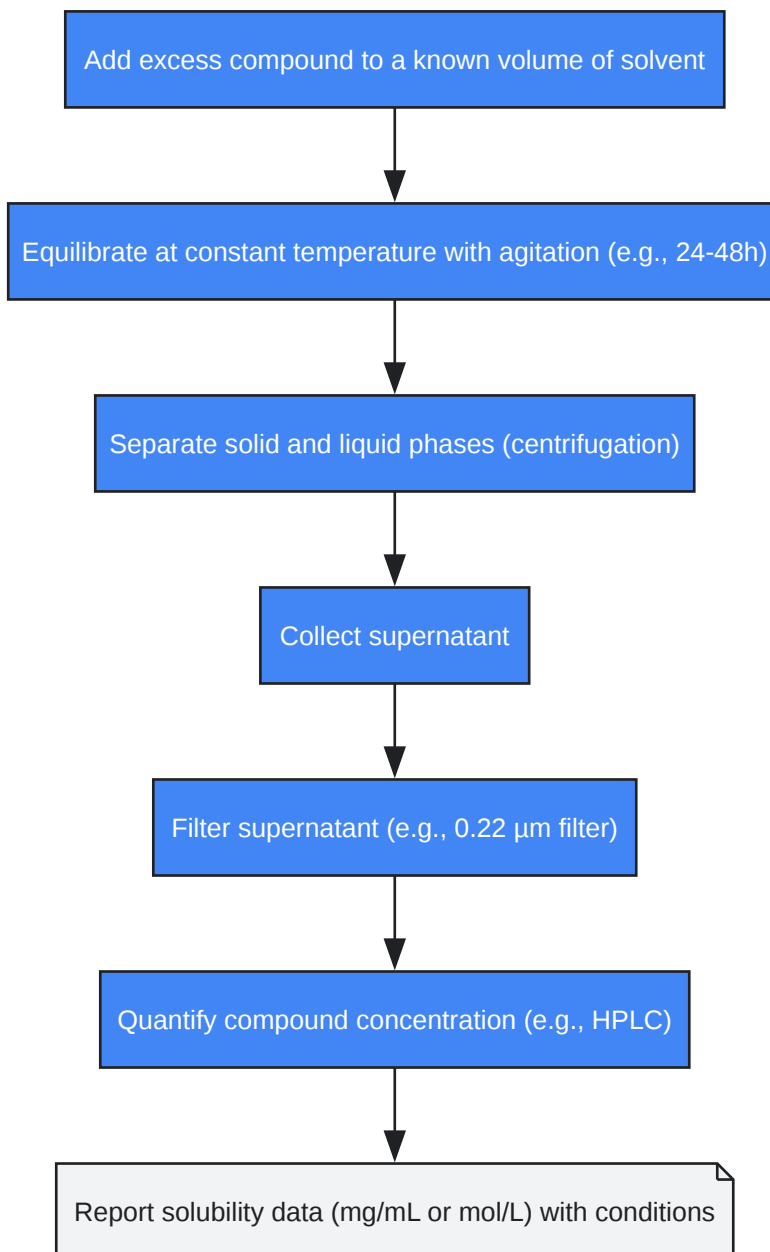 Add excess compound to a known volume of solvent
Equilibrate at constant temperature with agitation (e.g., 24-48h)
Separate solid and liquid phases (centrifugation)
Collect supernatant
Filter supernatant (e.g., 0.22 µm filter)
Quantify compound concentration (e.g., HPLC)
Report solubility data (mg/mL or mol/L) with conditions